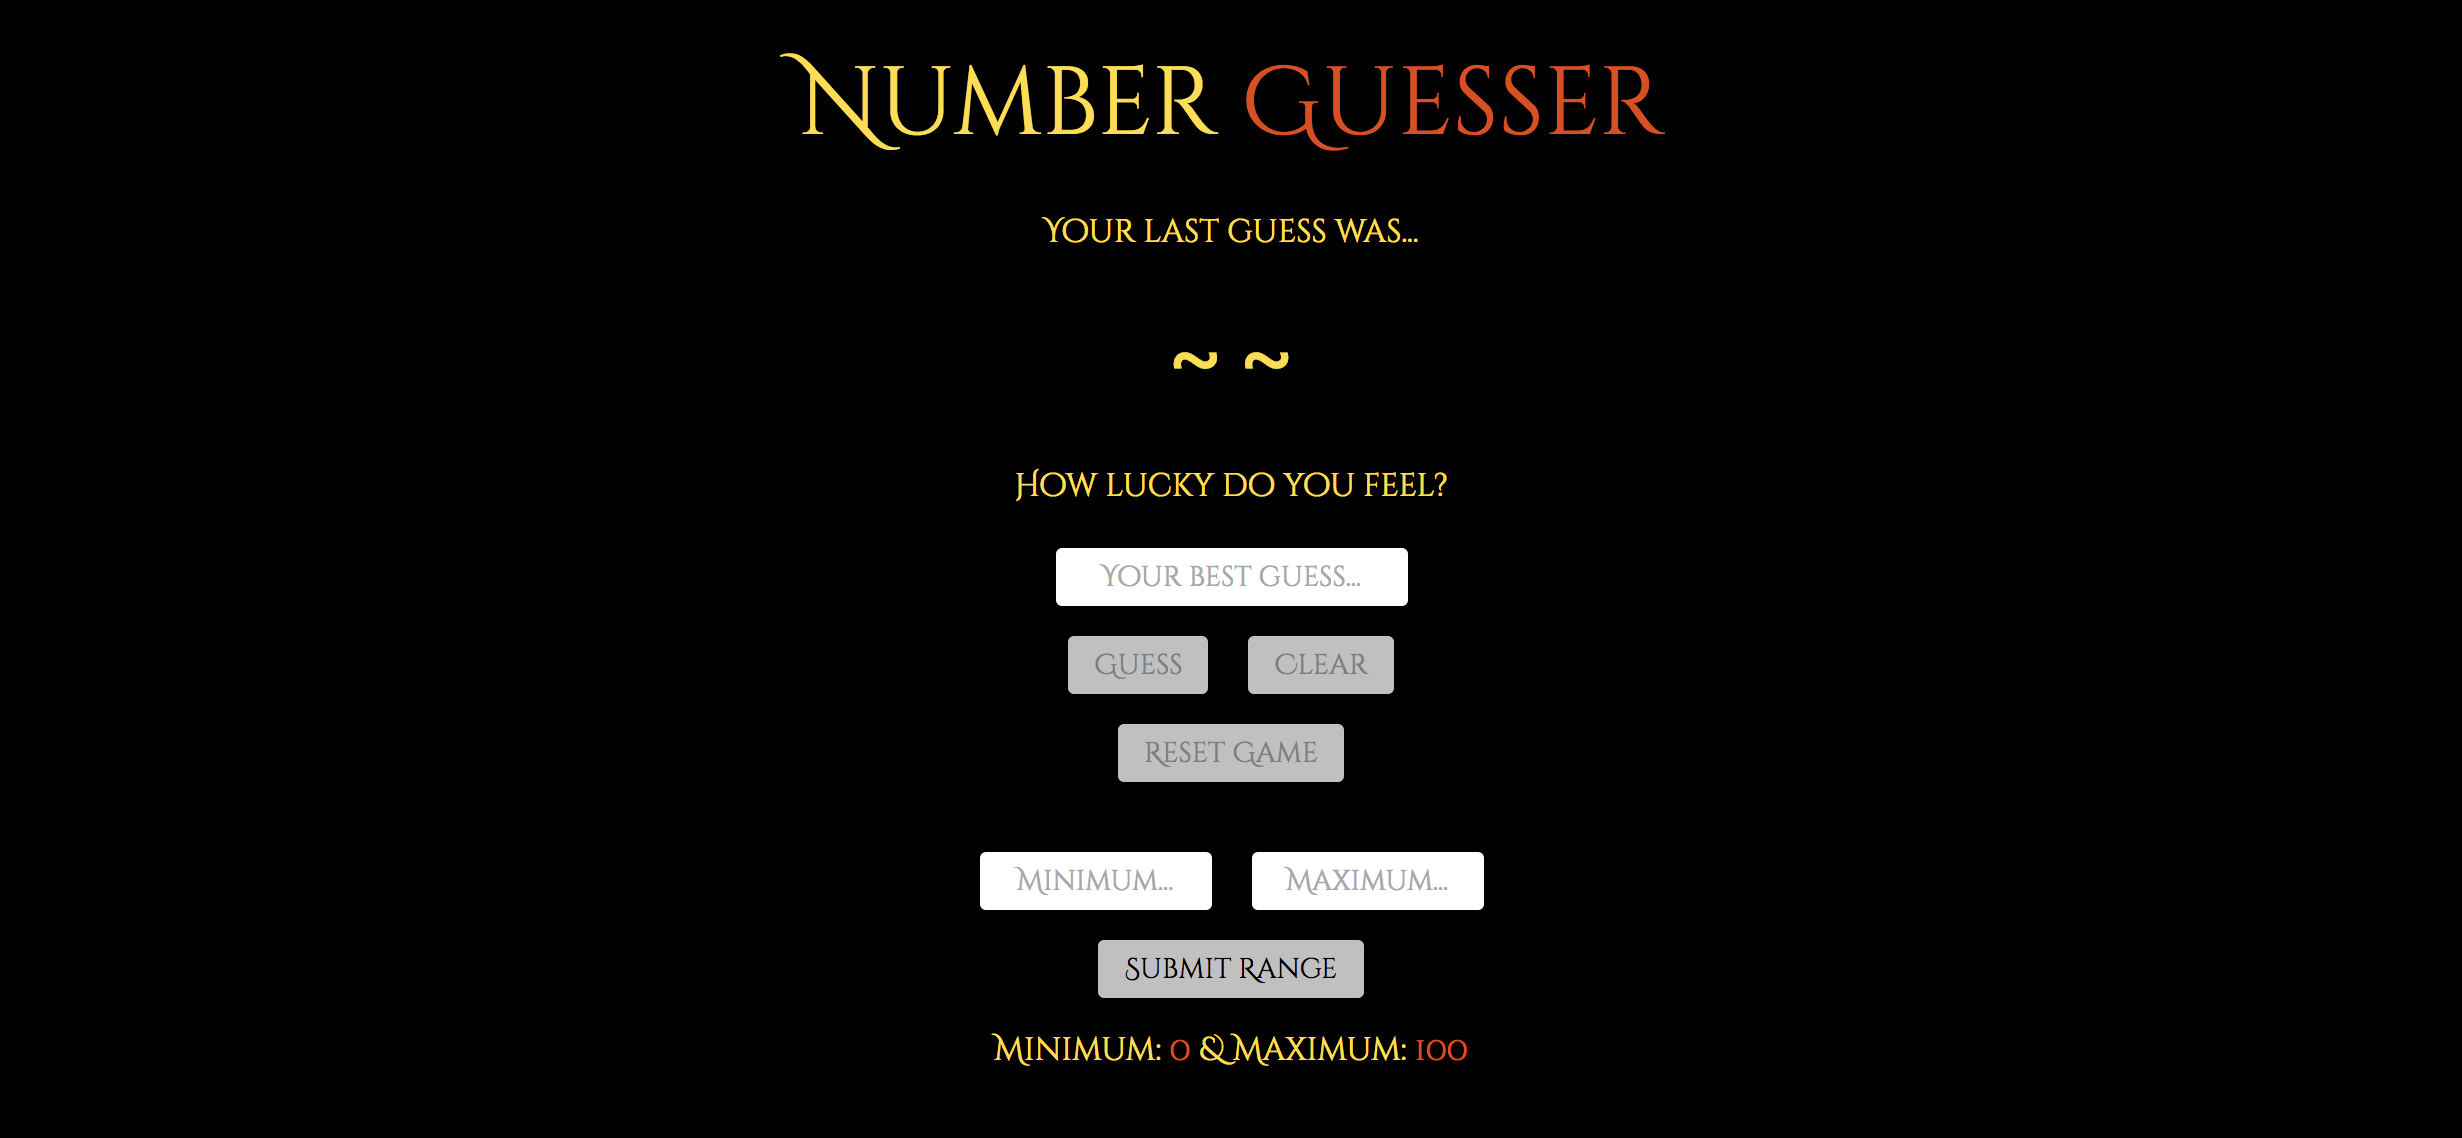 Number Guesser
Your last guess was...
~ ~
How lucky do you feel?
Your best guess...
Guess Clear
Reset Game
Minimum... Maximum...
Submit Range
Minimum: 0 & Maximum: 100